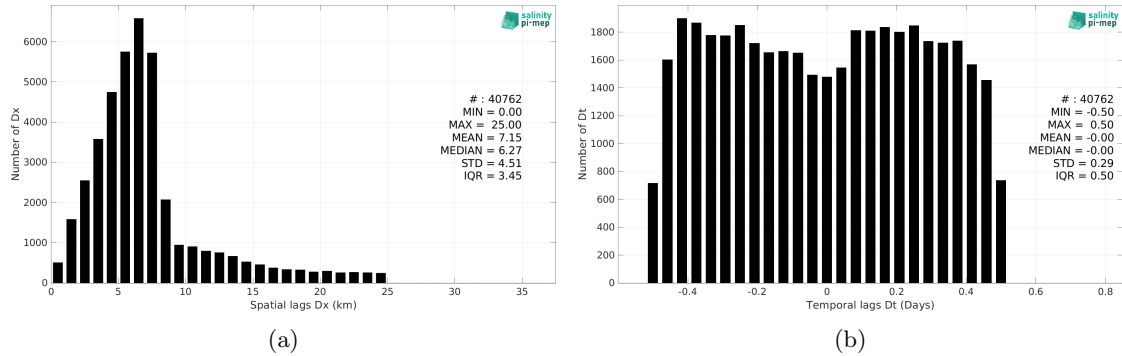 salinity
pi-mep
6000
5000
4000
3000
2000
1000
0
Number of Dx
# : 40762
MIN = 0.00
MAX = 25.00
MEAN = 7.15
MEDIAN = 6.27
STD = 4.51
IQR = 3.45
0 5 10 15 20 25 30 35
Spatial lags Dx (km)
(a)
salinity
pi-mep
1800
1600
1400
1200
1000
800
600
400
200
0
Number of Dt
# : 40762
MIN = -0.50
MAX = 0.50
MEAN = -0.00
MEDIAN = -0.00
STD = 0.29
IQR = 0.50
-0.4 -0.2 0 0.2 0.4 0.6 0.8
Temporal lags Dt (Days)
(b)